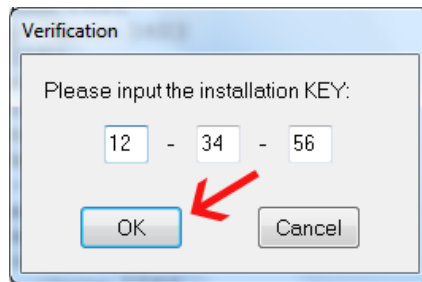 Verification
Please input the installation KEY:
12 - 34 - 56
OK Cancel